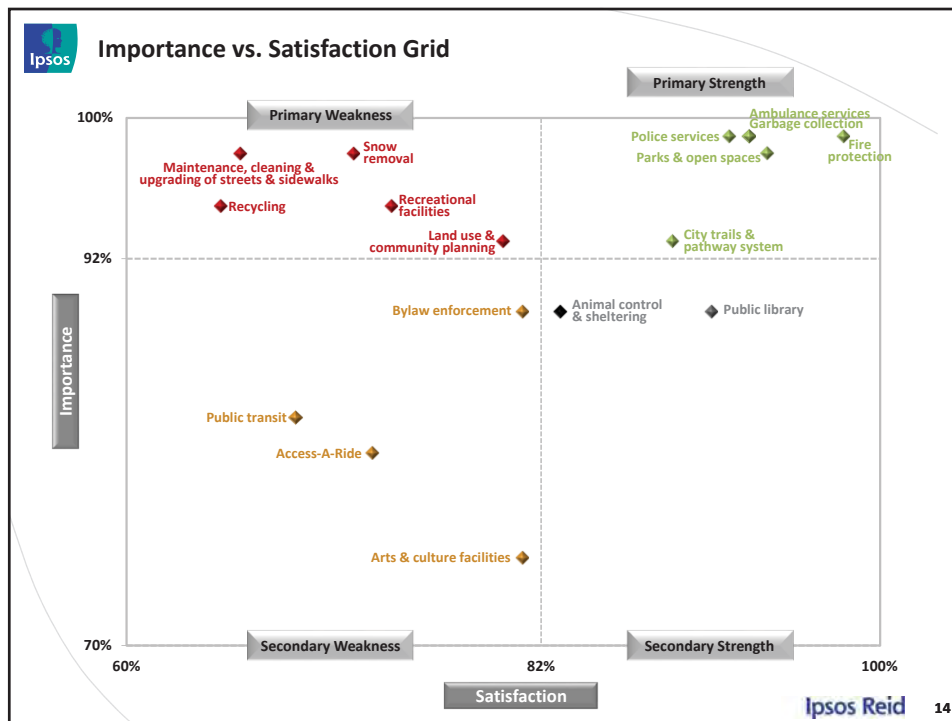 Ipsos
Importance vs. Satisfaction Grid
Primary Strength
Primary Weakness
100%
Ambulance services
Garbage collection
Police services
Fire
protection
Parks & open spaces
Snow
removal
Maintenance, cleaning &
upgrading of streets & sidewalks
Recycling
Recreational
facilities
Land use &
community planning
City trails &
pathway system
92%
Importance
Bylaw enforcement
Animal control
& sheltering
Public library
Public transit
Access-A-Ride
Arts & culture facilities
Secondary Weakness
Secondary Strength
70%
60%
82%
100%
Satisfaction
Ipsos Reid
14